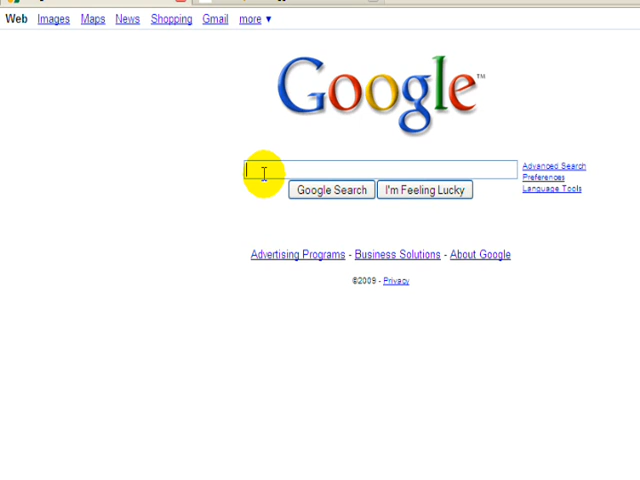 Web Images Maps News Shopping Gmail more ▼
Google™
Advanced Search
Preferences
Language Tools
Google Search I'm Feeling Lucky
Advertising Programs - Business Solutions - About Google
©2009 - Privacy